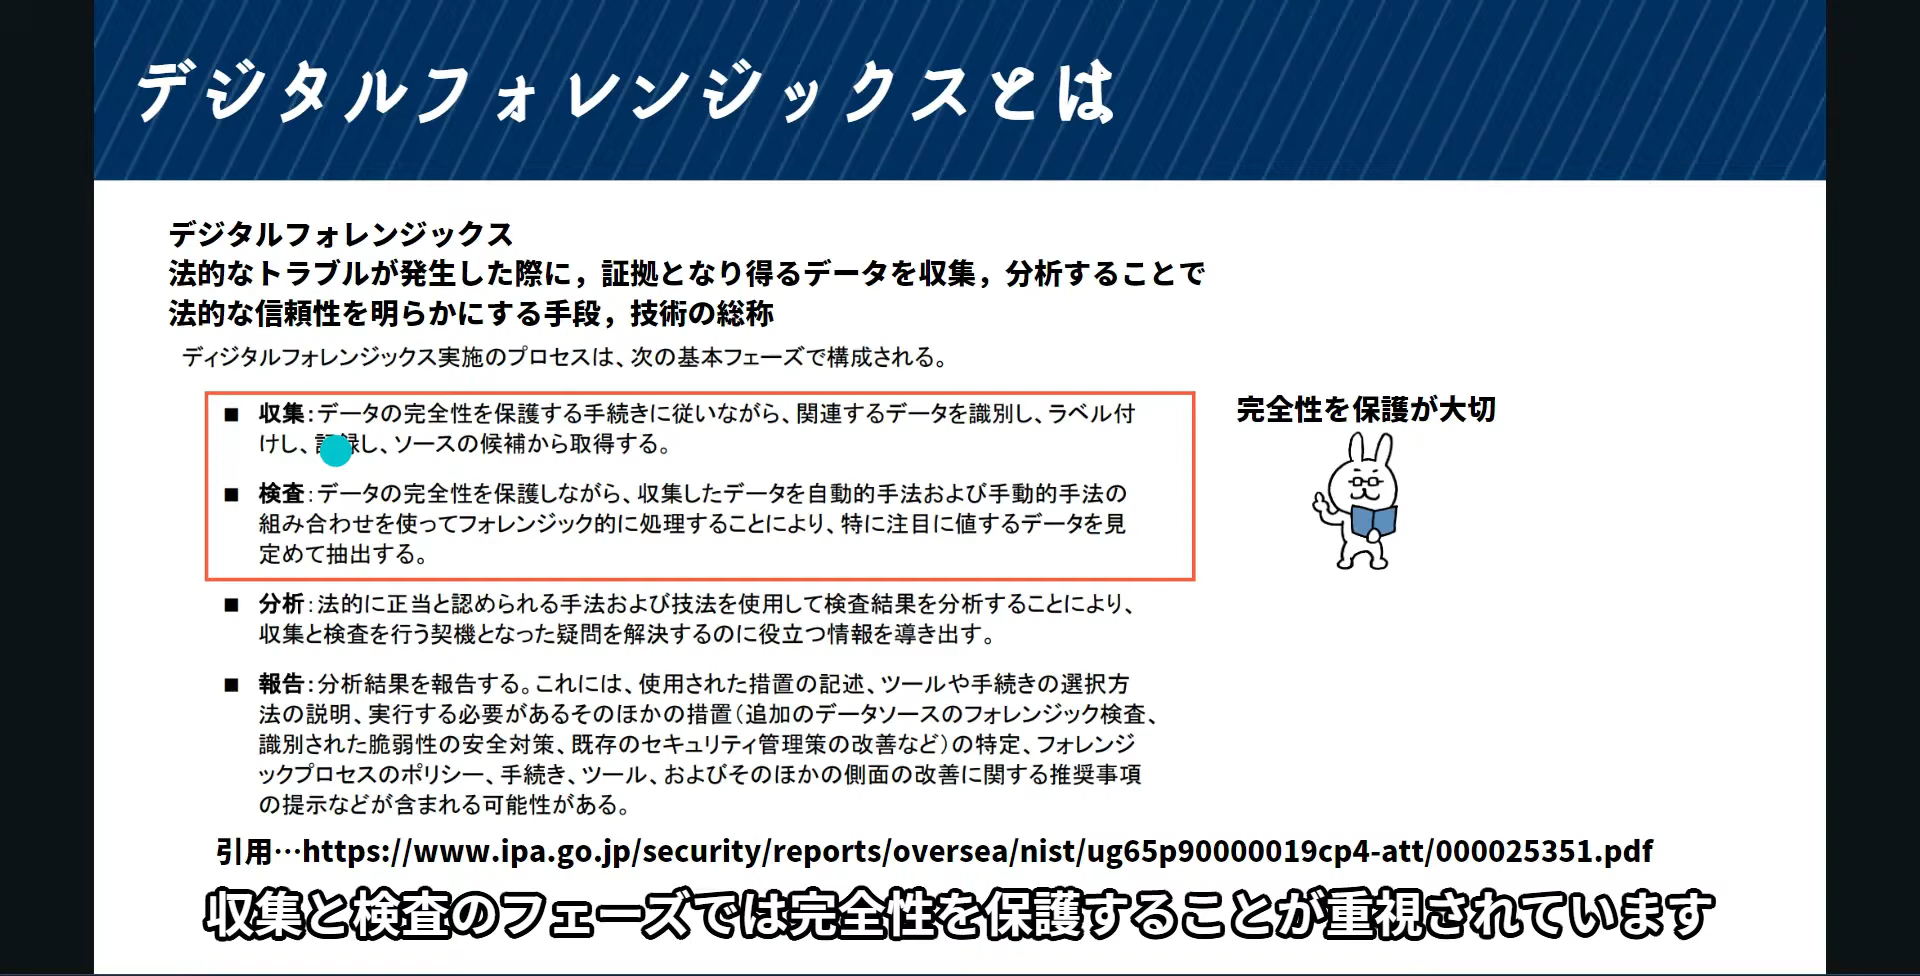 デジタルフォレンジックスとは
デジタルフォレンジックス
法的なトラブルが発生した際に，証拠となり得るデータを収集，分析することで
法的な信頼性を明らかにする手段，技術の総称
ディジタルフォレンジックス実施のプロセスは、次の基本フェーズで構成される。
■ 収集：データの完全性を保護する手続きに従いながら、関連するデータを識別し、ラベル付
けし、記録し、ソースの候補から取得する。
■ 検査：データの完全性を保護しながら、収集したデータを自動的手法および手動的手法の
組み合わせを使ってフォレンジック的に処理することにより、特に注目に値するデータを見
定めて抽出する。
完全性を保護が大切
■ 分析：法的に正当と認められる手法および技法を使用して検査結果を分析することにより、
収集と検査を行う契機となった疑問を解決するのに役立つ情報を導き出す。
■ 報告：分析結果を報告する。これには、使用された措置の記述、ツールや手続きの選択方
法の説明、実行する必要があるそのほかの措置（追加のデータソースのフォレンジック検査、
識別された脆弱性の安全対策、既存のセキュリティ管理策の改善など）の特定、フォレンジ
ックプロセスのポリシー、手続き、ツール、およびそのほかの側面の改善に関する推奨事項
の提示などが含まれる可能性がある。
引用…https://www.ipa.go.jp/security/reports/oversea/nist/ug65p90000019cp4-att/000025351.pdf
収集と検査のフェーズでは完全性を保護することが重視されています